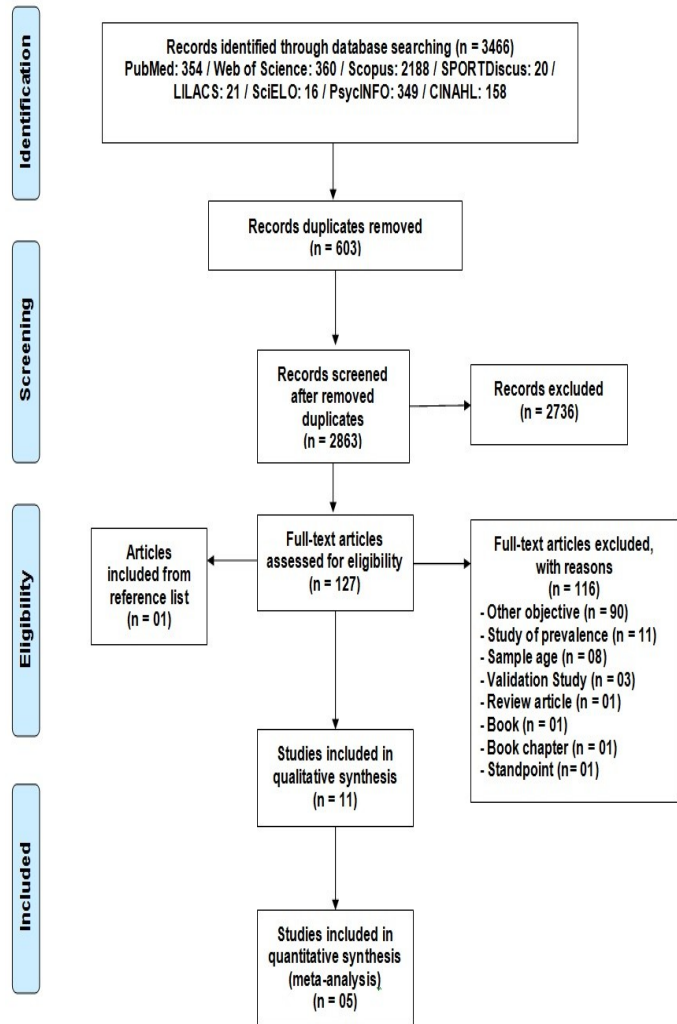 Identification
Records identified through database searching (n = 3466)
PubMed: 354 / Web of Science: 360 / Scopus: 2188 / SPORTDiscus: 20 /
LILACS: 21 / SciELO: 16 / PsycINFO: 349 / CINAHL: 158
Records duplicates removed
(n = 603)
Screening
Records screened
after removed
duplicates
(n = 2863)
Records excluded
(n = 2736)
Eligibility
Articles
included from
reference list
(n = 01)
Full-text articles
assessed for eligibility
(n = 127)
Full-text articles excluded,
with reasons
(n = 116)
- Other objective (n = 90)
- Study of prevalence (n = 11)
- Sample age (n = 08)
- Validation Study (n = 03)
- Review article (n = 01)
- Book (n = 01)
- Book chapter (n = 01)
- Standpoint (n= 01)
Studies included in
qualitative synthesis
(n = 11)
Included
Studies included in
quantitative synthesis
(meta-analysis)
(n = 05)